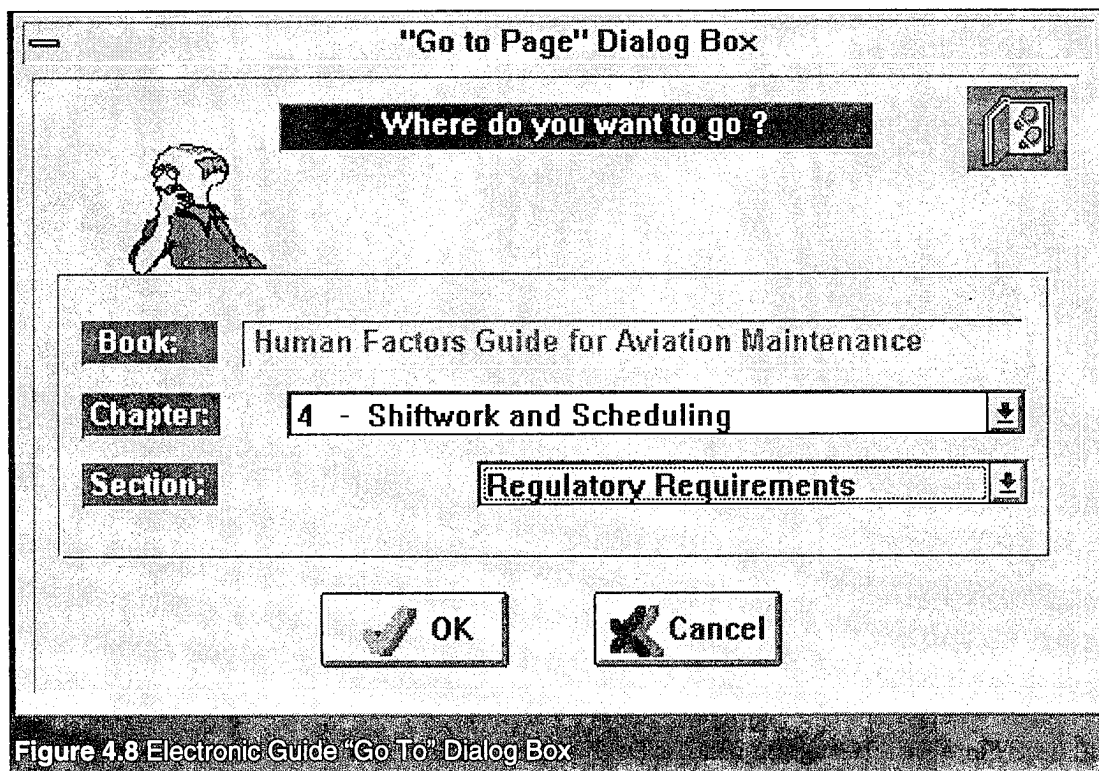 "Go to Page" Dialog Box
Where do you want to go ?
Book: Human Factors Guide for Aviation Maintenance
Chapter: 4 - Shiftwork and Scheduling
Section: Regulatory Requirements
OK Cancel
Figure 4.8 Electronic Guide "Go To" Dialog Box